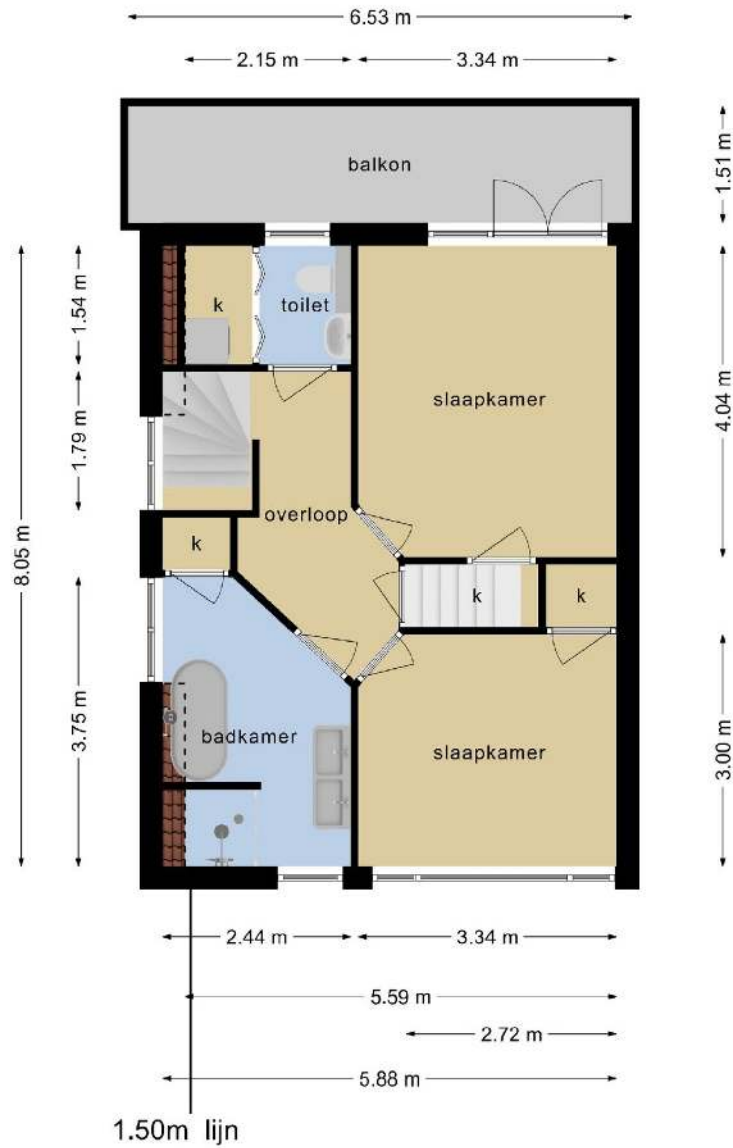 6.53 m
2.15 m
3.34 m
balkon
1.51 m
1.54 m
k
toilet
slaapkamer
4.04 m
1.79 m
overloop
8.05 m
k
k
k
3.75 m
badkamer
slaapkamer
3.00 m
2.44 m
3.34 m
5.59 m
2.72 m
5.88 m
1.50m lijn